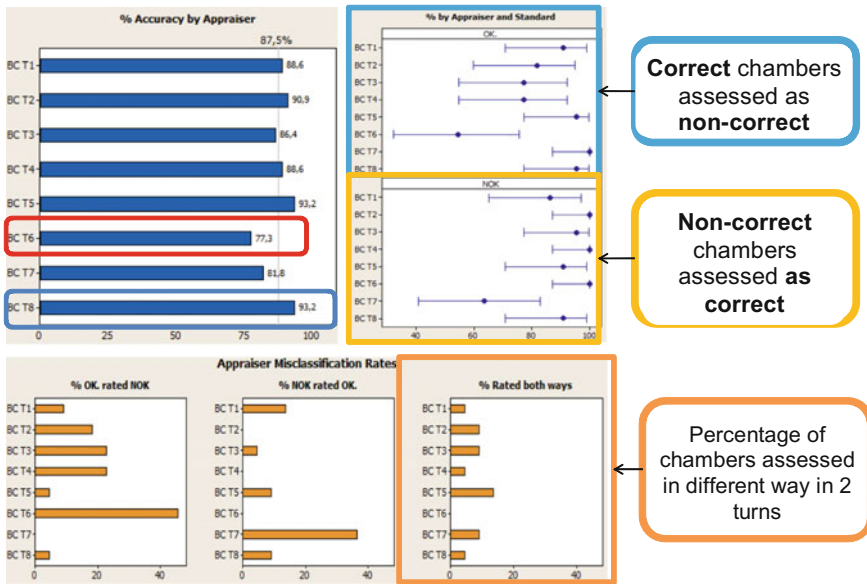 % Accuracy by Appraiser
87,5%
BC T1
88,6
BC T2
90,9
BC T3
86,4
BC T4
88,6
BC T5
93,2
BC T6
77,3
BC T7
81,8
BC T8
93,2
0 25 50 75 100
% by Appraiser and Standard
OK.
BC T1
BC T2
BC T3
BC T4
BC T5
BC T6
BC T7
BC T8
NOK
BC T1
BC T2
BC T3
BC T4
BC T5
BC T6
BC T7
BC T8
40 60 80 100
Correct chambers
assessed as
non-correct
Non-correct
chambers
assessed as
correct
Appraiser Misclassification Rates
% OK. rated NOK
BC T1
BC T2
BC T3
BC T4
BC T5
BC T6
BC T7
BC T8
0 20 40
% NOK rated OK.
BC T1
BC T2
BC T3
BC T4
BC T5
BC T6
BC T7
BC T8
0 20 40
% Rated both ways
BC T1
BC T2
BC T3
BC T4
BC T5
BC T6
BC T7
BC T8
0 20 40
Percentage of
chambers assessed
in different way in 2
turns